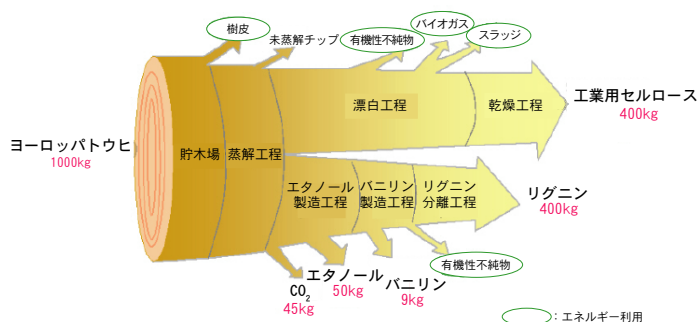 樹皮
未蒸解チップ
有機性不純物
バイオガス
スラッジ
ヨーロッパトウヒ
1000kg
貯木場
蒸解工程
漂白工程
乾燥工程
工業用セルロース
400kg
エタノール
製造工程
バニリン
製造工程
リグニン
分離工程
リグニン
400kg
CO₂
45kg
エタノール
50kg
バニリン
9kg
有機性不純物
：エネルギー利用